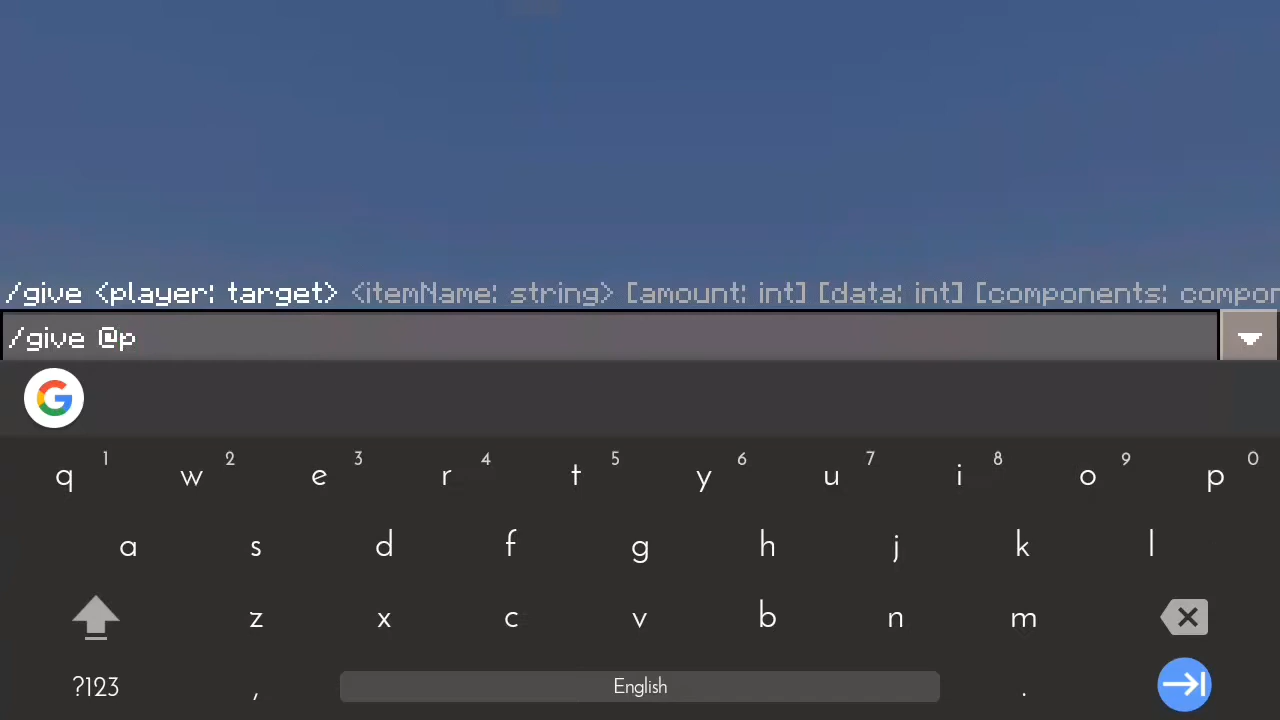 /give <player: target> <itemName: string> [amount: int] [data: int] [components: compor
/give @p
G
1 2 3 4 5 6 7 8 9 0
q w e r t y u i o p
a s d f g h j k l
z x c v b n m
?123 , English .